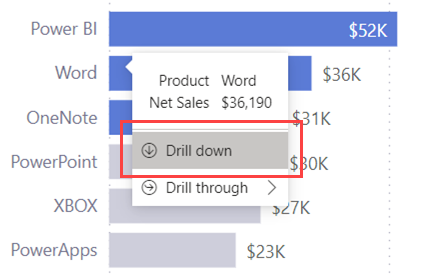 Power BI $52K
Word $36K
Product Word
Net Sales $36,190
OneNote $31K
Drill down
PowerPoint $30K
Drill through
XBOX $27K
PowerApps $23K